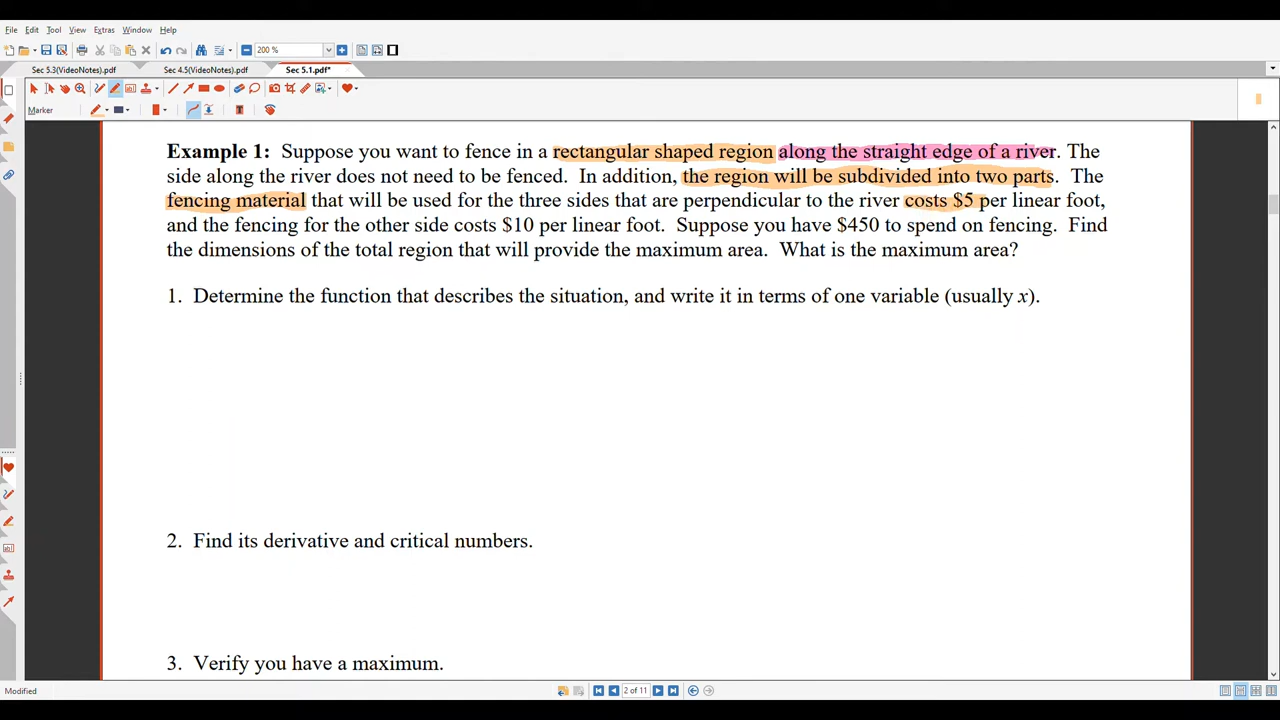 File Edit Tool View Extras Window Help
200 %
Sec 5.3(VideoNotes).pdf Sec 4.5(VideoNotes).pdf Sec 5.1.pdf*
Marker
Example 1: Suppose you want to fence in a rectangular shaped region along the straight edge of a river. The
side along the river does not need to be fenced. In addition, the region will be subdivided into two parts. The
fencing material that will be used for the three sides that are perpendicular to the river costs $5 per linear foot,
and the fencing for the other side costs $10 per linear foot. Suppose you have $450 to spend on fencing. Find
the dimensions of the total region that will provide the maximum area. What is the maximum area?
1. Determine the function that describes the situation, and write it in terms of one variable (usually x).
2. Find its derivative and critical numbers.
3. Verify you have a maximum.
Modified
2 of 11